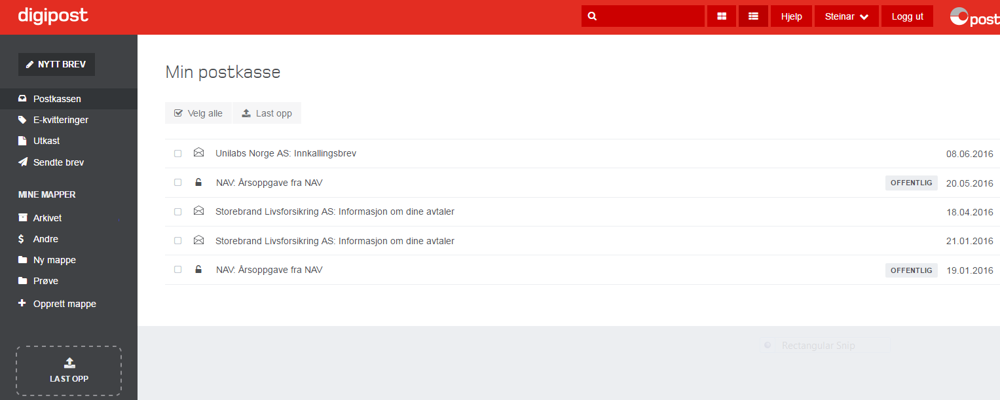 digipost
Hjelp
Steinar
Logg ut
post
NYTT BREV
Postkassen
E-kvitteringer
Utkast
Sendte brev
MINE MAPPER
Arkivet
Andre
Ny mappe
Prøve
Opprett mappe
LAST OPP
Min postkasse
Velg alle
Last opp
Unilabs Norge AS: Innkallingsbrev 08.06.2016
NAV: Årsoppgave fra NAV OFFENTLIG 20.05.2016
Storebrand Livsforsikring AS: Informasjon om dine avtaler 18.04.2016
Storebrand Livsforsikring AS: Informasjon om dine avtaler 21.01.2016
NAV: Årsoppgave fra NAV OFFENTLIG 19.01.2016
Rectangular Snip